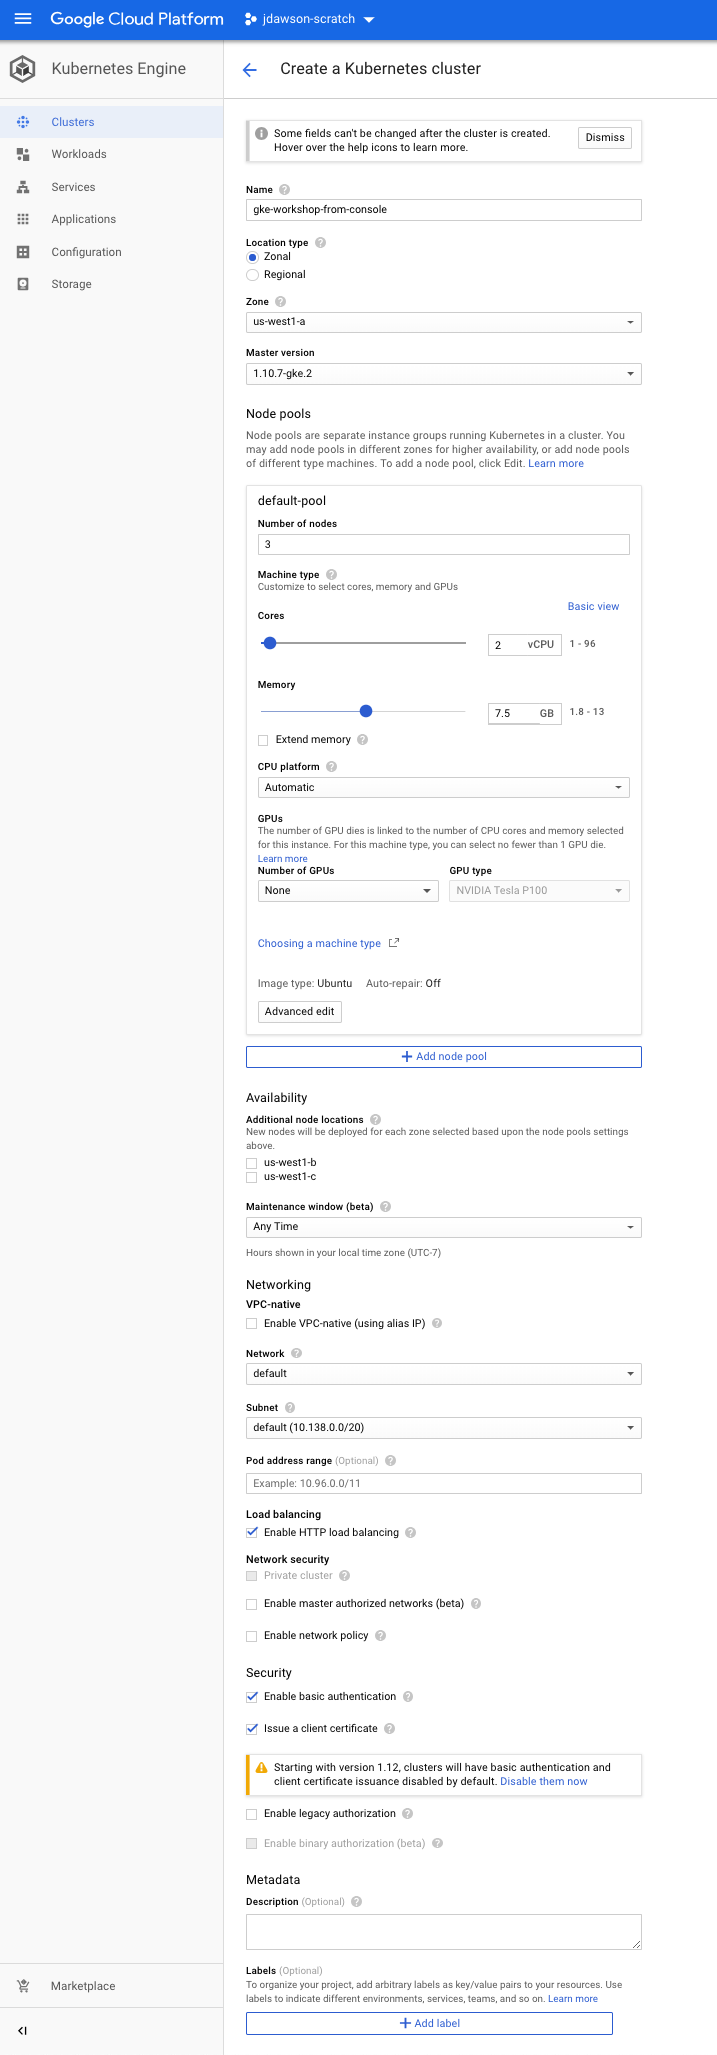 Google Cloud Platform
jdawson-scratch
Kubernetes Engine
Create a Kubernetes cluster
Clusters
Workloads
Services
Applications
Configuration
Storage
Some fields can't be changed after the cluster is created.
Hover over the help icons to learn more.
Dismiss
Name
gke-workshop-from-console
Location type
Zonal
Regional
Zone
us-west1-a
Master version
1.10.7-gke.2
Node pools
Node pools are separate instance groups running Kubernetes in a cluster. You
may add node pools in different zones for higher availability, or add node pools
of different type machines. To add a node pool, click Edit. Learn more
default-pool
Number of nodes
3
Machine type
Customize to select cores, memory and GPUs
Basic view
Cores
2 vCPU 1 - 96
Memory
7.5 GB 1.8 - 13
Extend memory
CPU platform
Automatic
GPUs
The number of GPU dies is linked to the number of CPU cores and memory selected
for this instance. For this machine type, you can select no fewer than 1 GPU die.
Learn more
Number of GPUs GPU type
None NVIDIA Tesla P100
Choosing a machine type
Image type: Ubuntu Auto-repair: Off
Advanced edit
Add node pool
Availability
Additional node locations
New nodes will be deployed for each zone selected based upon the node pools settings
above.
us-west1-b
us-west1-c
Maintenance window (beta)
Any Time
Hours shown in your local time zone (UTC-7)
Networking
VPC-native
Enable VPC-native (using alias IP)
Network
default
Subnet
default (10.138.0.0/20)
Pod address range (Optional)
Example: 10.96.0.0/11
Load balancing
Enable HTTP load balancing
Network security
Private cluster
Enable master authorized networks (beta)
Enable network policy
Security
Enable basic authentication
Issue a client certificate
Starting with version 1.12, clusters will have basic authentication and
client certificate issuance disabled by default. Disable them now
Enable legacy authorization
Enable binary authorization (beta)
Metadata
Description (Optional)
Labels (Optional)
To organize your project, add arbitrary labels as key/value pairs to your resources. Use
labels to indicate different environments, services, teams, and so on. Learn more
Add label
Marketplace